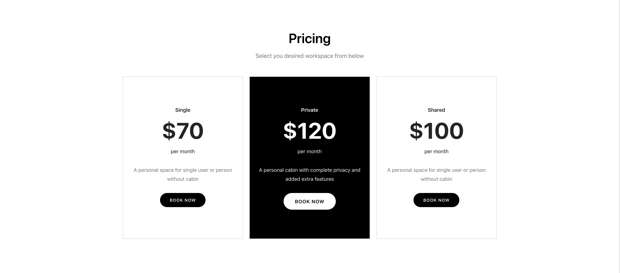 Pricing
Select you desired workspace from below
Single
$70
per month
A personal space for single user or person
without cabin
BOOK NOW
Private
$120
per month
A personal cabin with complete privacy and
added extra features
BOOK NOW
Shared
$100
per month
A personal space for single user or person
without cabin
BOOK NOW